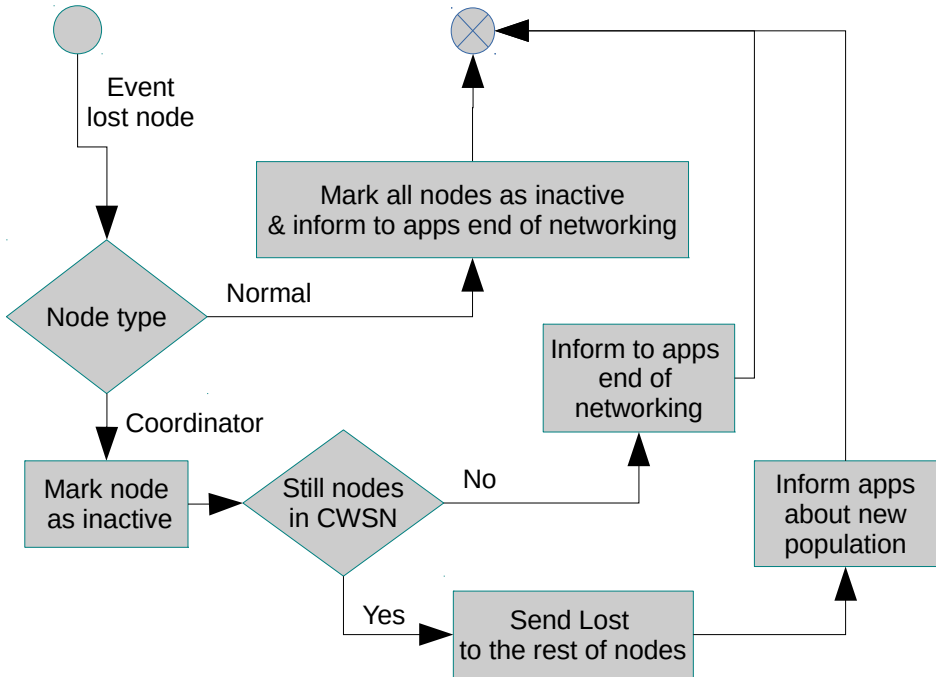 Event
lost node
Mark all nodes as inactive
& inform to apps end of networking
Normal
Node type
Inform to apps
end of
networking
Coordinator
Mark node
as inactive
Still nodes
in CWSN
No
Inform apps
about new
population
Yes
Send Lost
to the rest of nodes